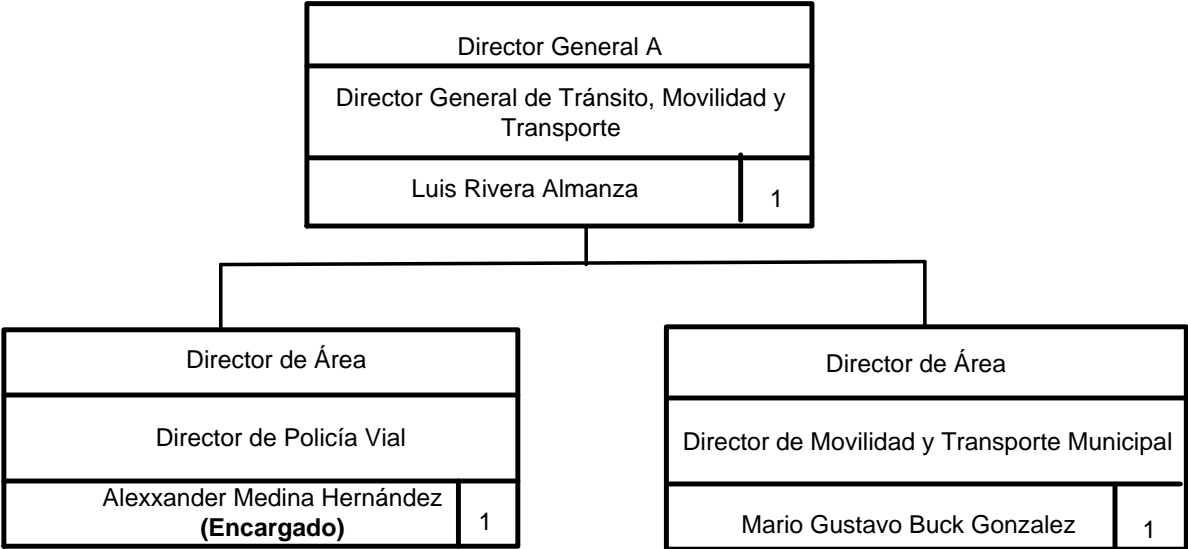 Director General A
Director General de Tránsito, Movilidad y
Transporte
Luis Rivera Almanza
1
Director de Área
Director de Policía Vial
Alexxander Medina Hernández
(Encargado)
1
Director de Área
Director de Movilidad y Transporte Municipal
Mario Gustavo Buck Gonzalez
1